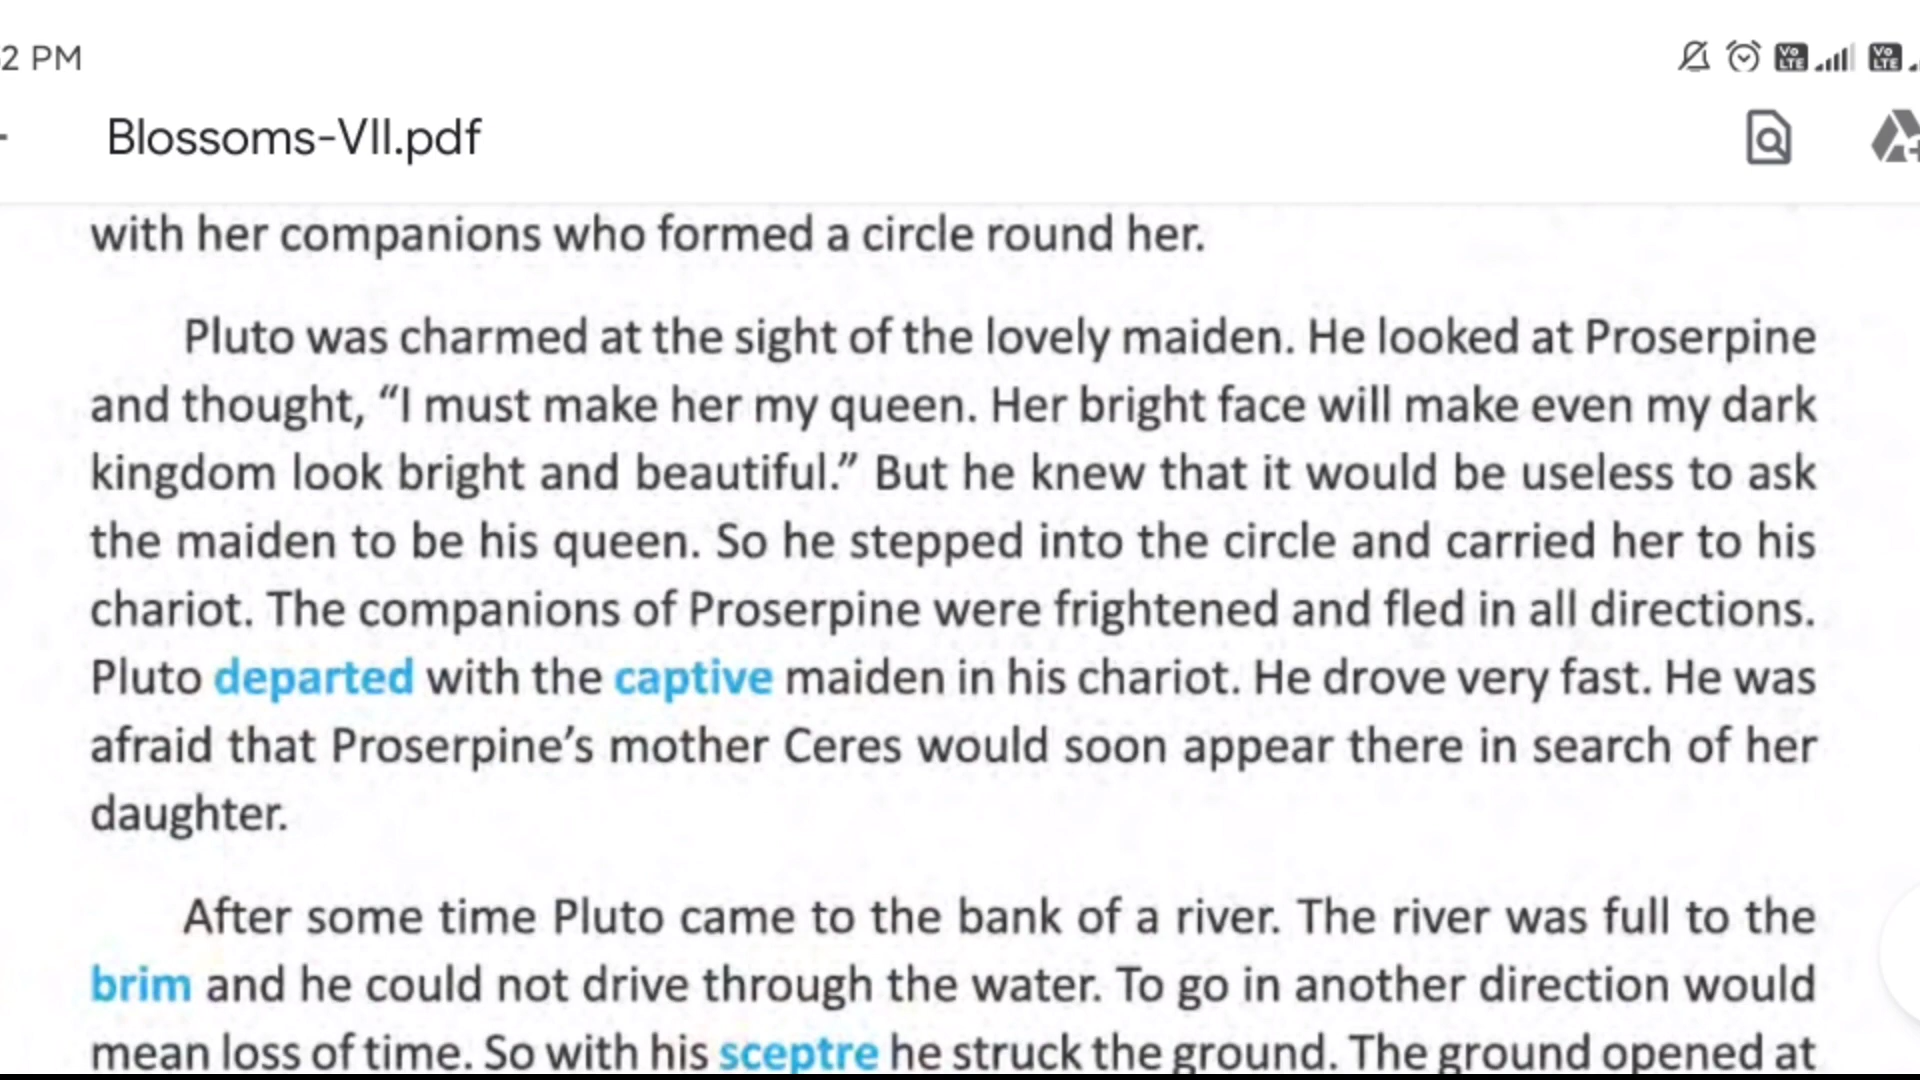 2 PM
Vo LTE Vo LTE
Blossoms-VII.pdf
with her companions who formed a circle round her.
Pluto was charmed at the sight of the lovely maiden. He looked at Proserpine
and thought, “I must make her my queen. Her bright face will make even my dark
kingdom look bright and beautiful.” But he knew that it would be useless to ask
the maiden to be his queen. So he stepped into the circle and carried her to his
chariot. The companions of Proserpine were frightened and fled in all directions.
Pluto departed with the captive maiden in his chariot. He drove very fast. He was
afraid that Proserpine’s mother Ceres would soon appear there in search of her
daughter.
After some time Pluto came to the bank of a river. The river was full to the
brim and he could not drive through the water. To go in another direction would
mean loss of time. So with his sceptre he struck the ground. The ground opened at